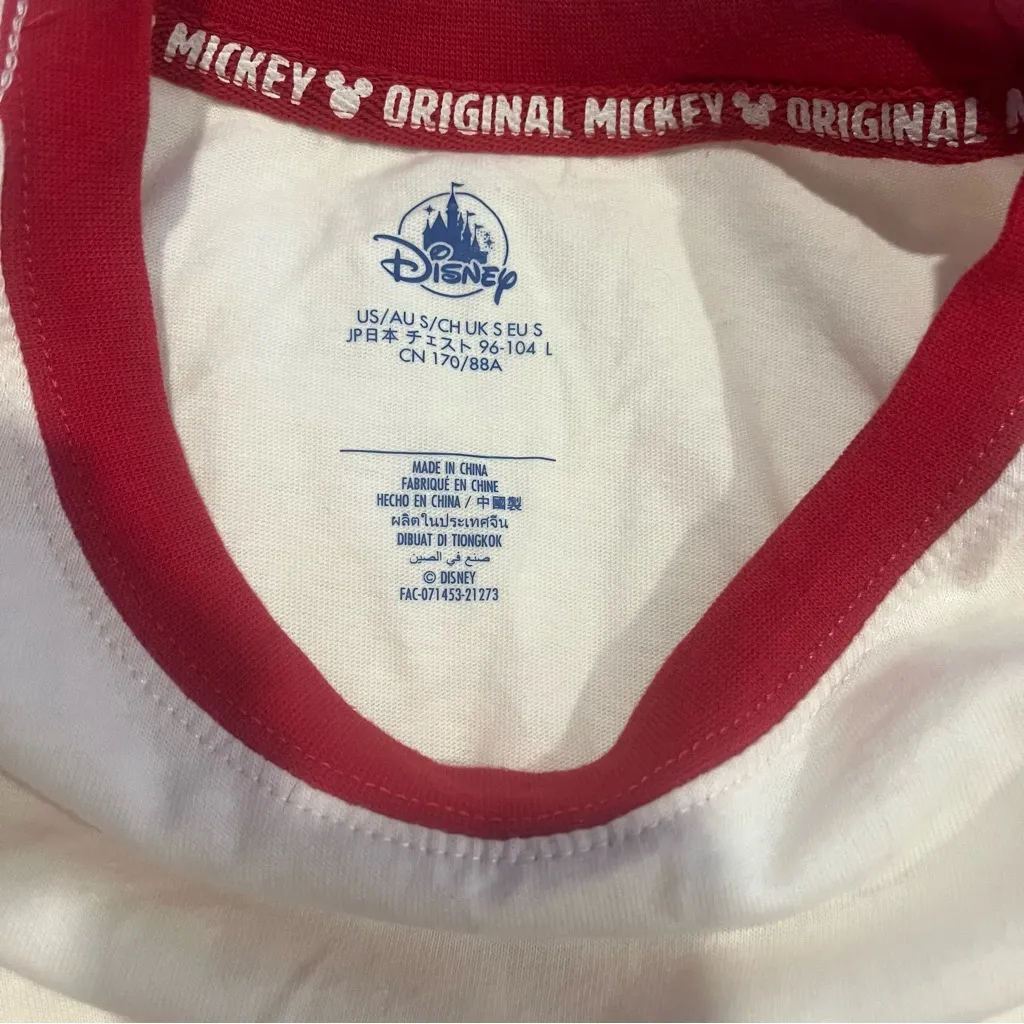 MICKEY ORIGINAL MICKEY ORIGINAL
Disney
US/AU S/CH UK S EU S
JP日本 チェスト 96-104 L
CN 170/88A
MADE IN CHINA
FABRIQUÉ EN CHINE
HECHO EN CHINA / 中國製
ผลิตในประเทศจีน
DIBUAT DI TIONGKOK
صنع في الصين
© DISNEY
FAC-071453-21273